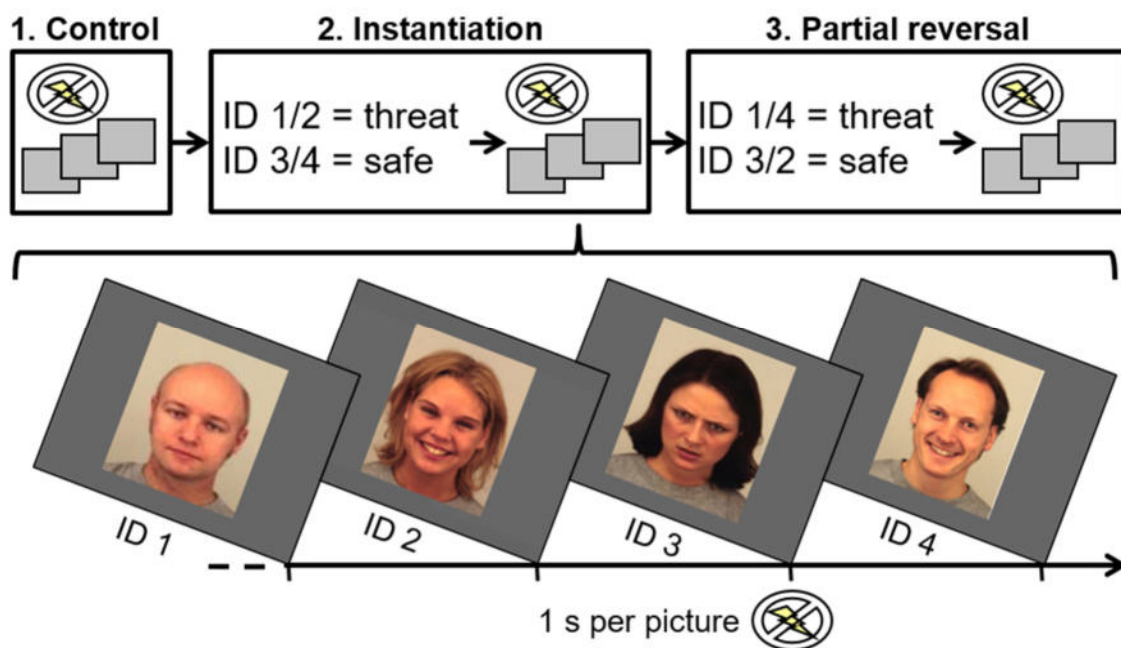 1. Control
2. Instantiation
3. Partial reversal
ID 1/2 = threat
ID 3/4 = safe
ID 1/4 = threat
ID 3/2 = safe
ID 1
ID 2
ID 3
ID 4
1 s per picture